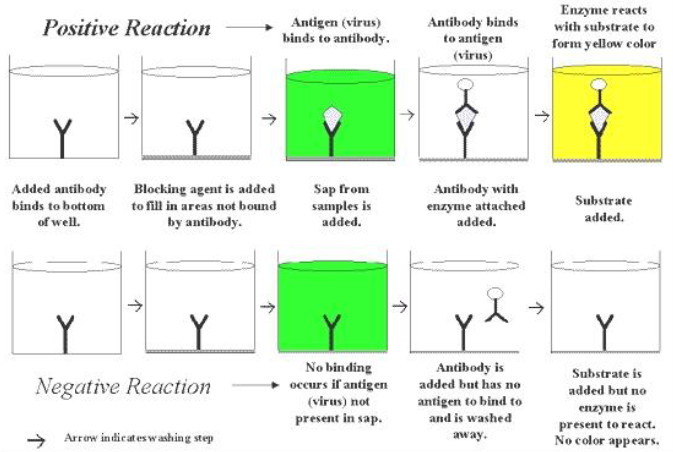 Positive Reaction
Antigen (virus)
binds to antibody.
Antibody binds
to antigen
(virus)
Enzyme reacts
with substrate to
form yellow color
Added antibody
binds to bottom
of well.
Blocking agent is added
to fill in areas not bound
by antibody.
Sap from
samples is
added.
Antibody with
enzyme attached
added.
Substrate
added.
Negative Reaction
No binding
occurs if antigen
(virus) not
present in sap.
Antibody is
added but has no
antigen to bind to
and is washed
away.
Substrate is
added but no
enzyme is
present to react.
No color appears.
Arrow indicates washing step